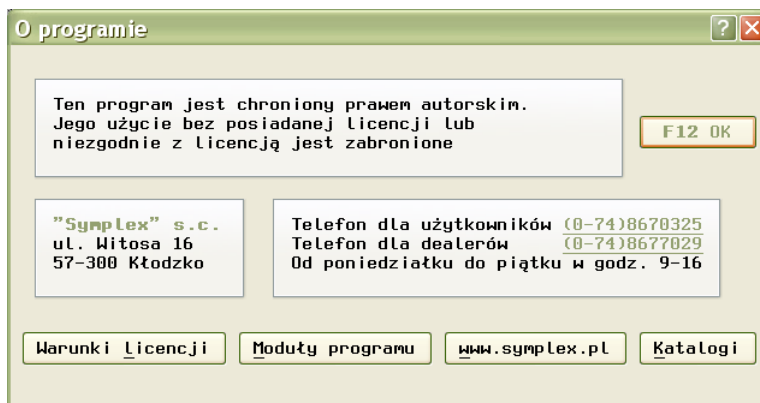 O programie
Ten program jest chroniony prawem autorskim.
Jego użycie bez posiadanej licencji lub
niezgodnie z licencją jest zabronione
F12 OK
"Symplex" s.c.
ul. Witosa 16
57-300 Kłodzko
Telefon dla użytkowników (0-74)8670325
Telefon dla dealerów (0-74)8677029
Od poniedziałku do piątku w godz. 9-16
Warunki licencji
Moduły programu
www.symplex.pl
Katalogi